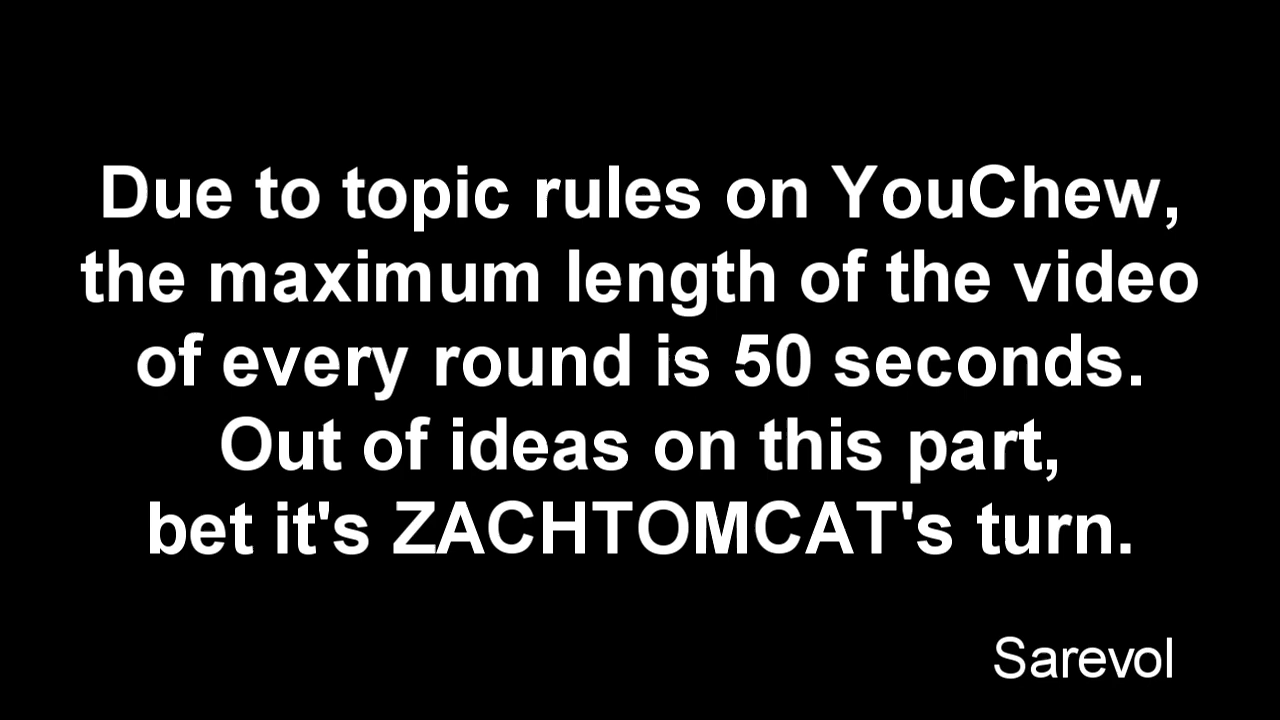 Due to topic rules on YouChew,
the maximum length of the video
of every round is 50 seconds.
Out of ideas on this part,
bet it's ZACHTOMCAT's turn.
Sarevol